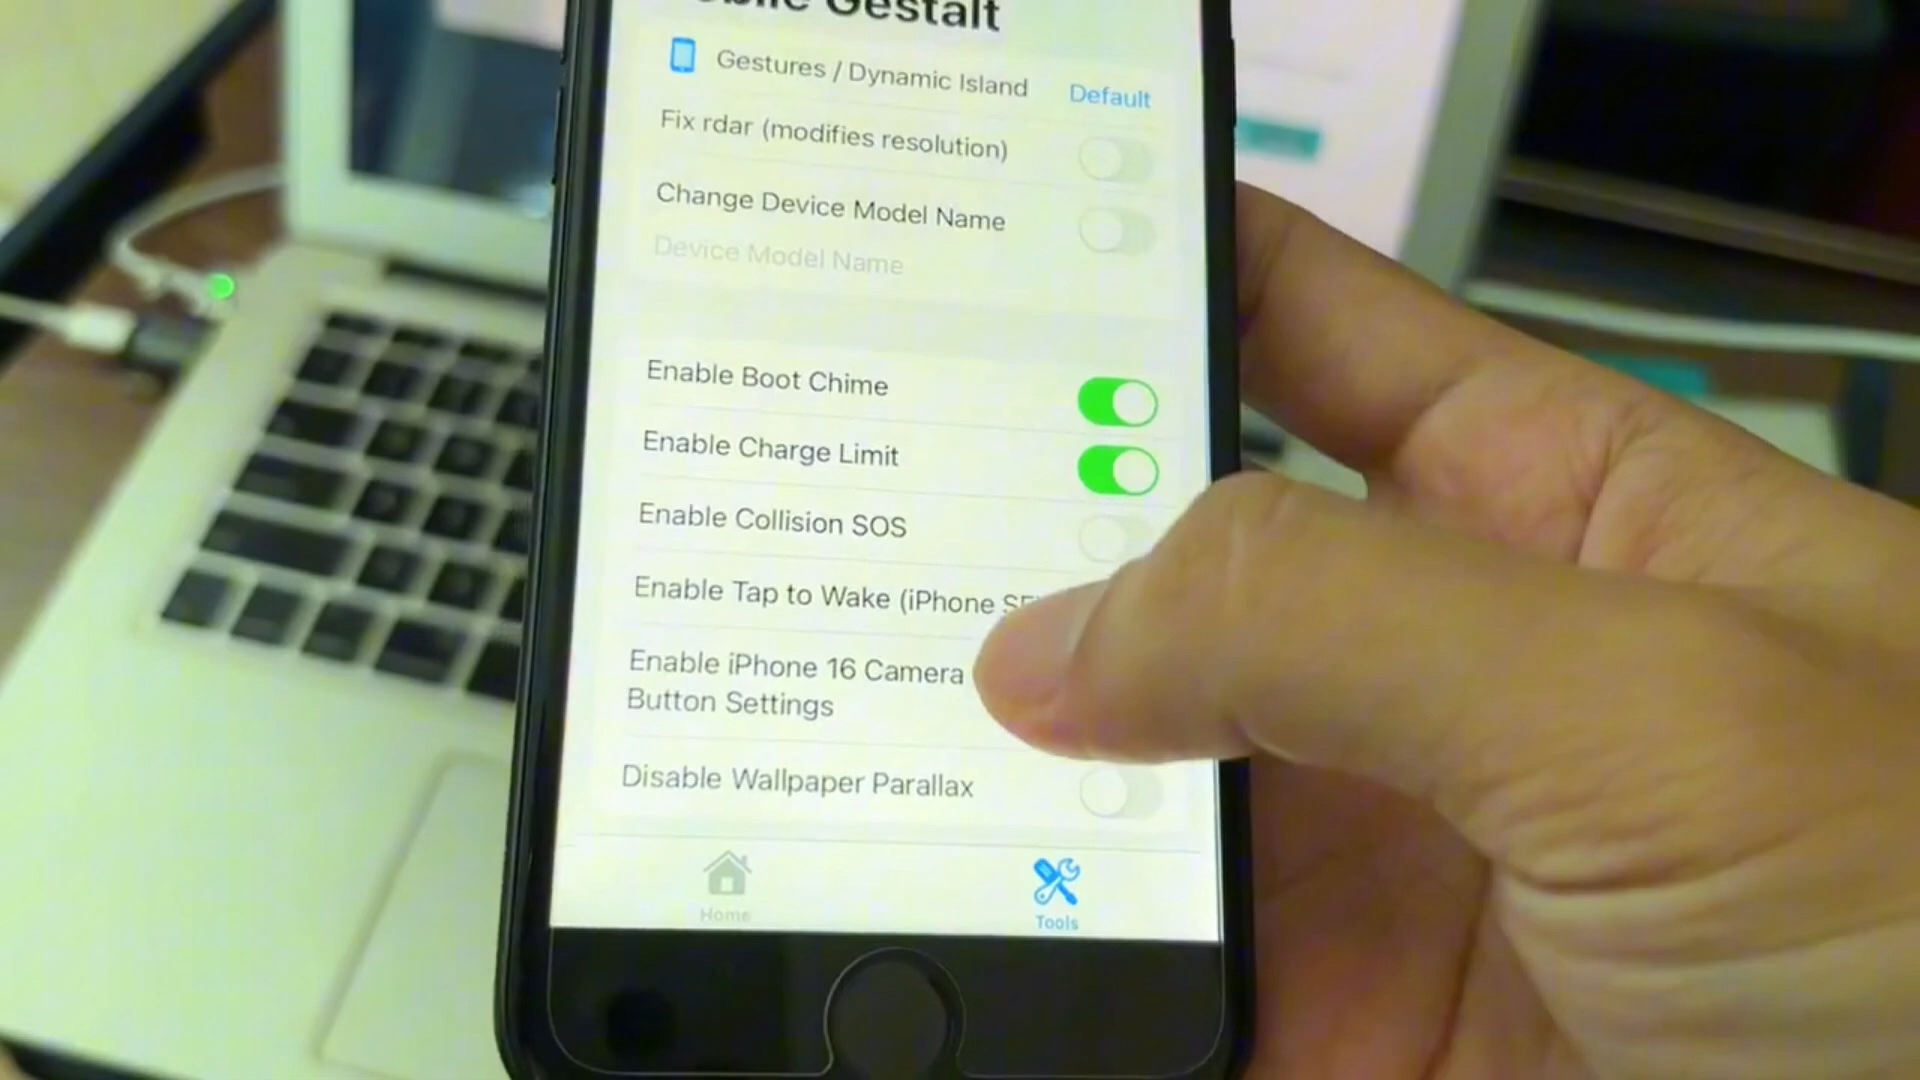 Gestalt
Gestures / Dynamic Island Default
Fix rdar (modifies resolution)
Change Device Model Name
Device Model Name
Enable Boot Chime
Enable Charge Limit
Enable Collision SOS
Enable Tap to Wake (iPhone
Enable iPhone 16 Camera
Button Settings
Disable Wallpaper Parallax
Home Tools